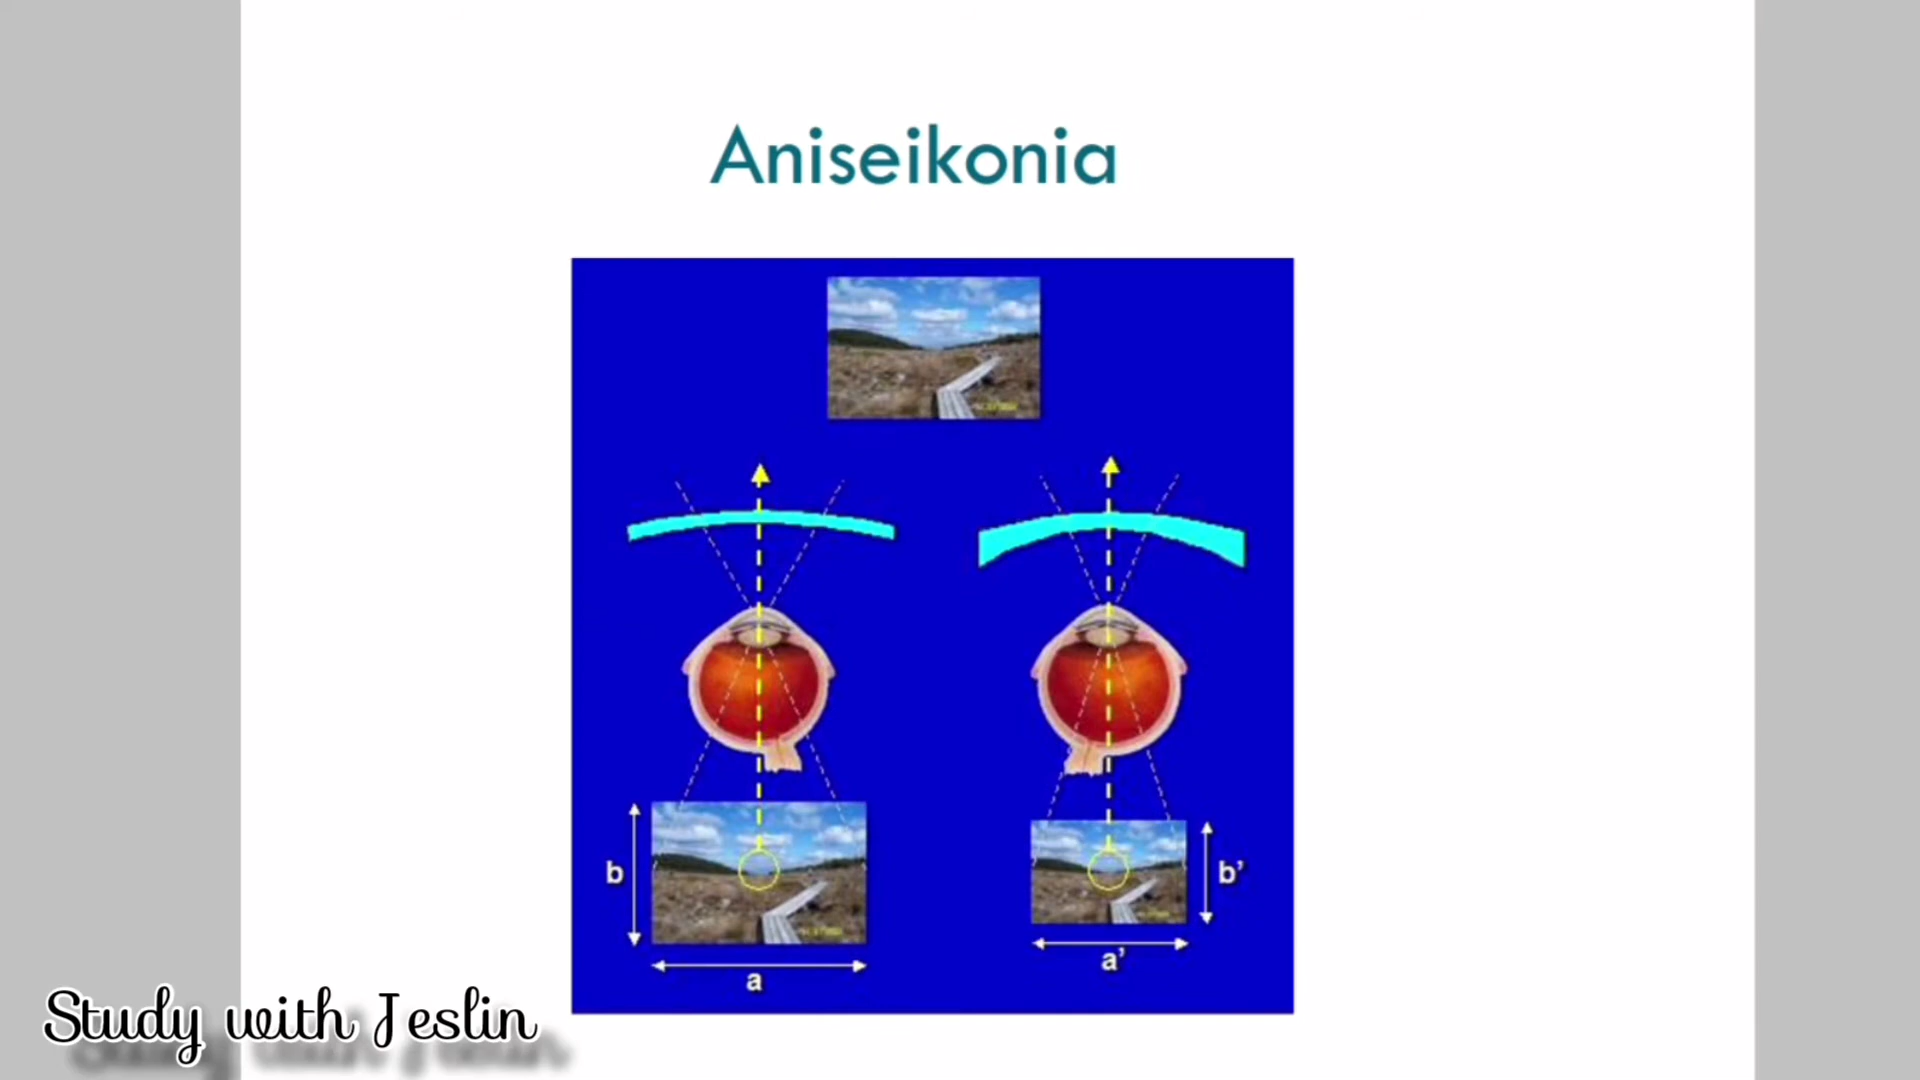 Aniseikonia
b
b’
a’
a
Study with Jeslin